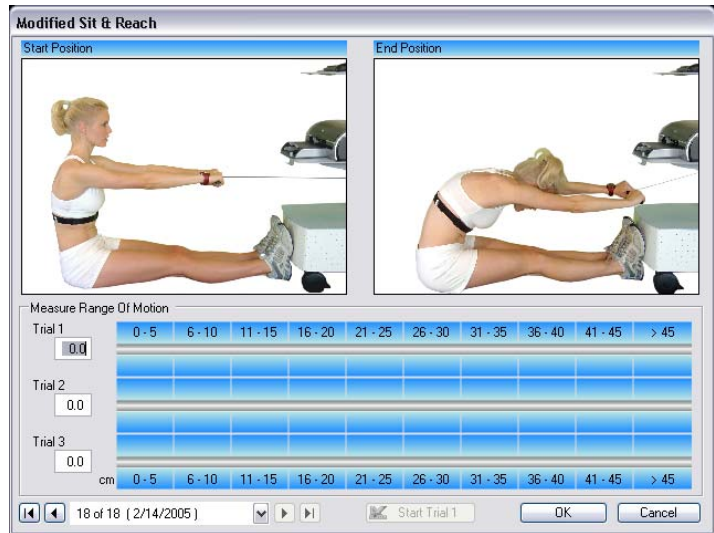 Modified Sit & Reach
Start Position
End Position
Measure Range Of Motion
Trial 1
0-5 6-10 11-15 16-20 21-25 26-30 31-35 36-40 41-45 >45
0.0
Trial 2
0.0
Trial 3
0.0
cm 0-5 6-10 11-15 16-20 21-25 26-30 31-35 36-40 41-45 >45
18 of 18 ( 2/14/2005 ) Start Trial 1 OK Cancel